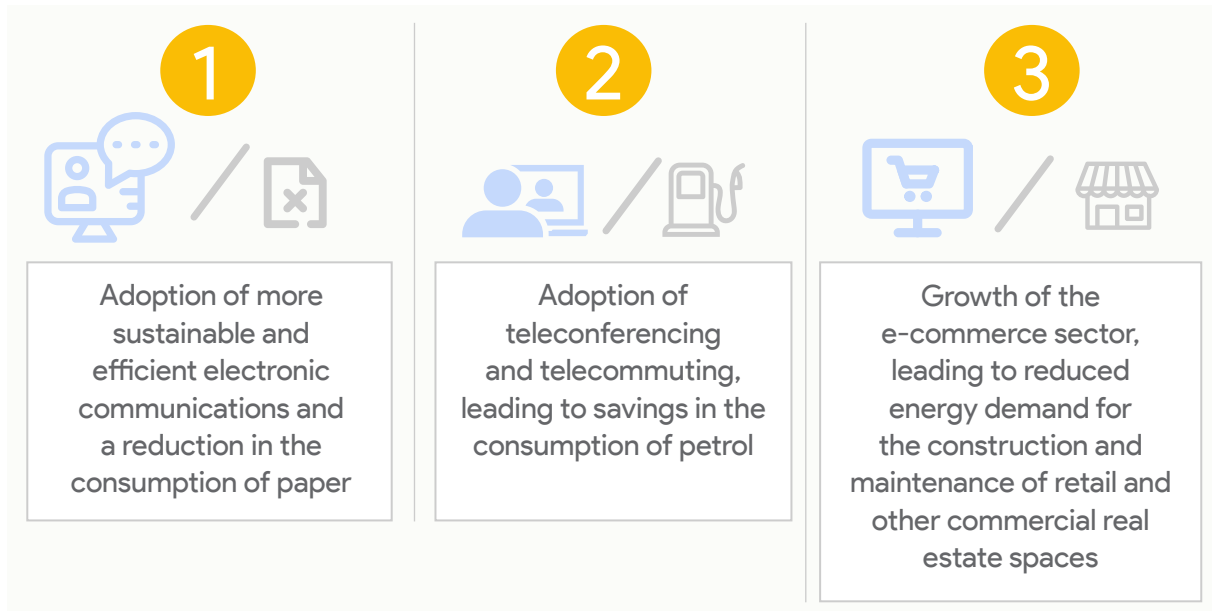 1
Adoption of more
sustainable and
efficient electronic
communications and
a reduction in the
consumption of paper
2
Adoption of
teleconferencing
and telecommuting,
leading to savings in the
consumption of petrol
3
Growth of the
e-commerce sector,
leading to reduced
energy demand for
the construction and
maintenance of retail and
other commercial real
estate spaces